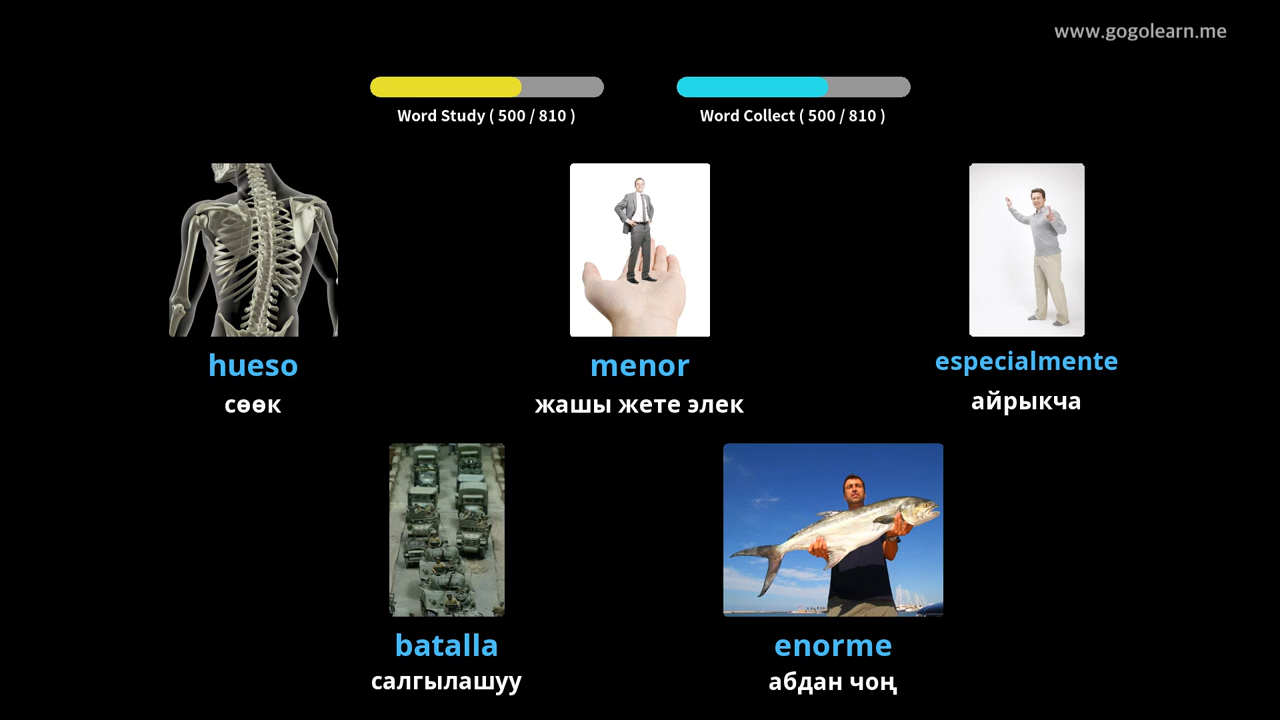 www.gogolearn.me
Word Study ( 500 / 810 )
Word Collect ( 500 / 810 )
hueso
сөөк
menor
жашы жете элек
especialmente
айрыкча
batalla
салгылашуу
enorme
абдан чоң